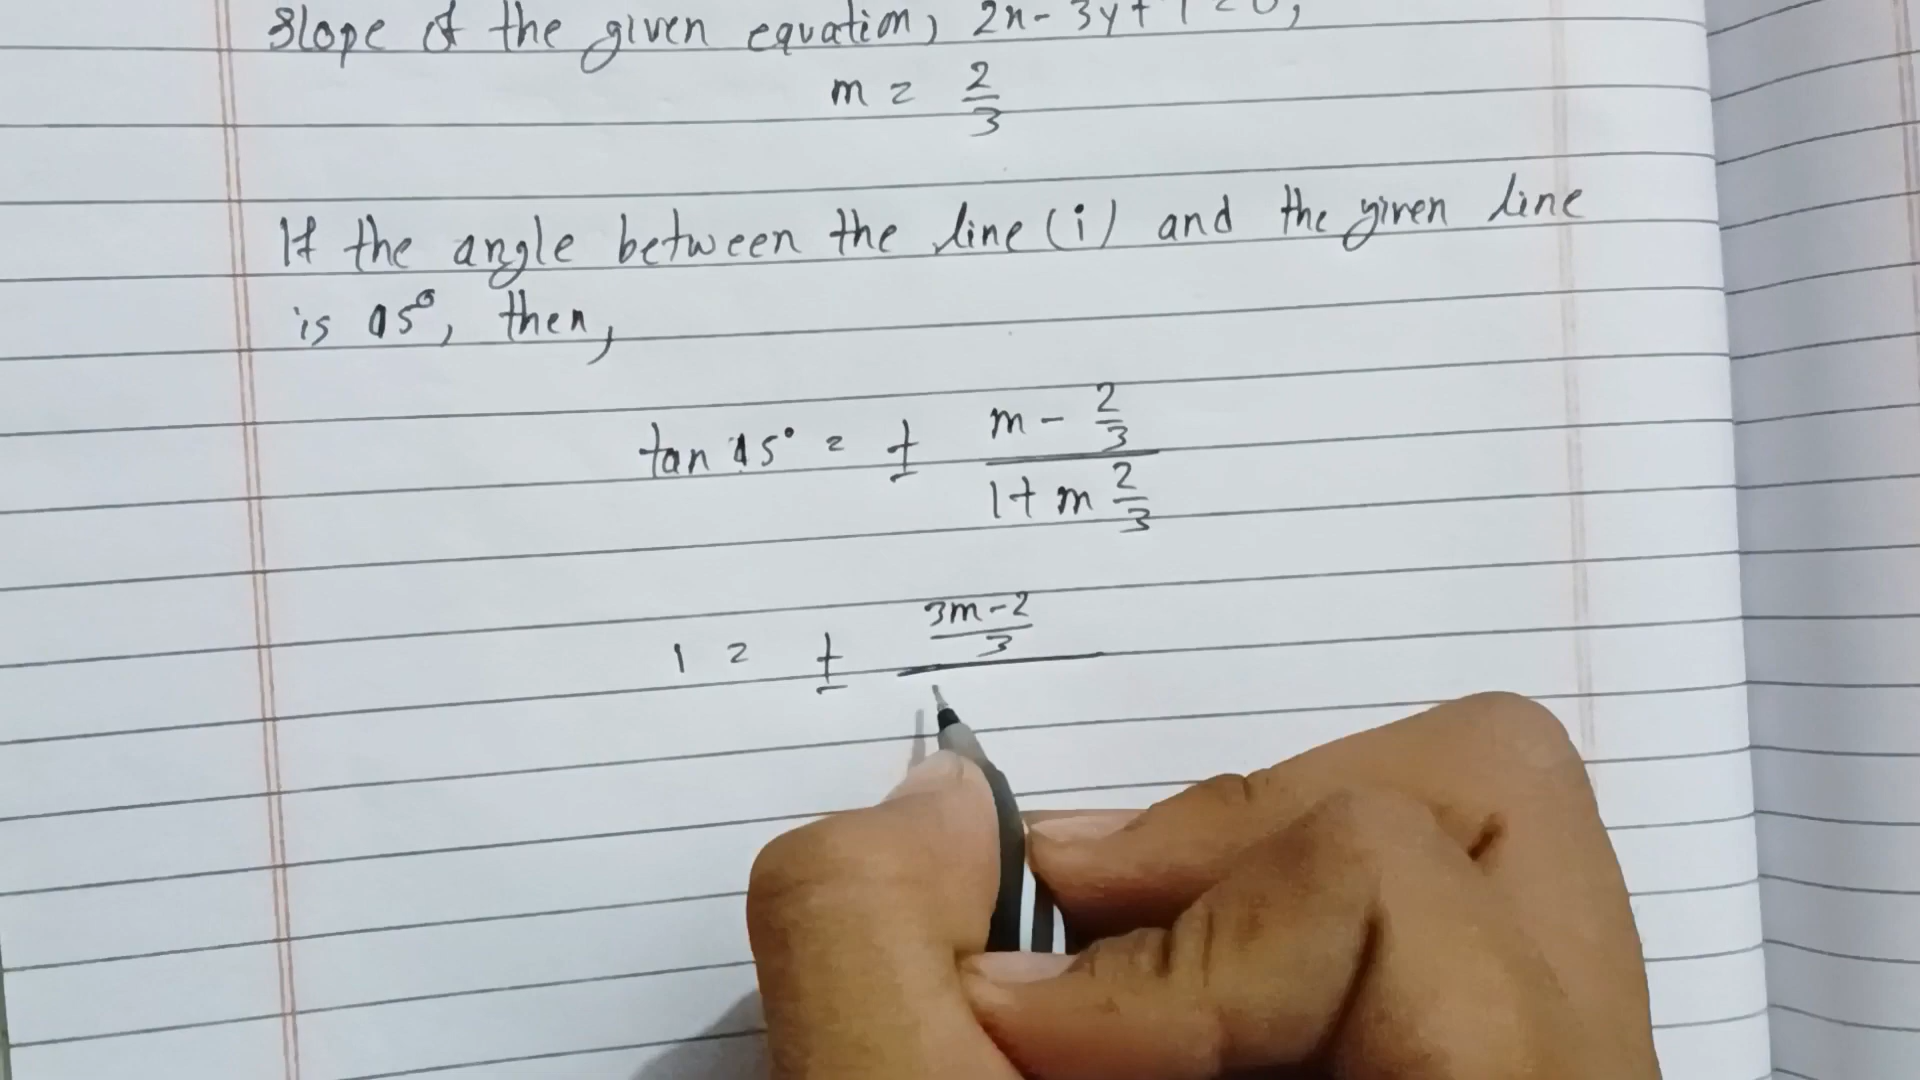 Slope of the given equation, 2x - 3y + 1 = 0,
m = 2/3
If the angle between the line (i) and the given line
is 45°, then,
tan 45° = ± (m - 2/3) / (1 + m 2/3)
1 = ± ((3m - 2)/3) /